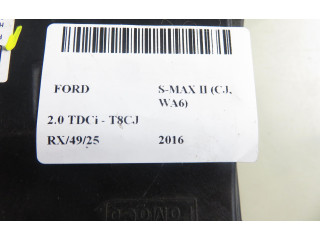 FORD S-MAX II (CJ,
WA6)
2.0 TDCi - T8CJ
RX/49/25 2016